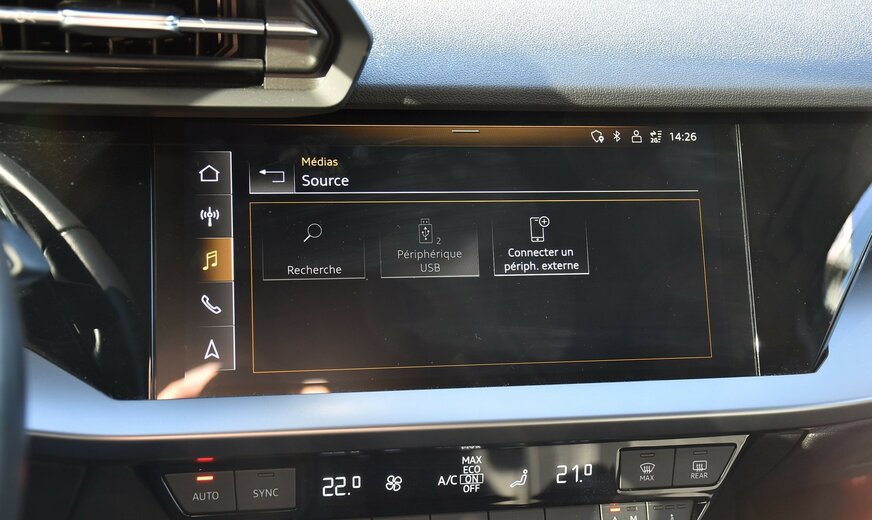 14:26
Médias
Source
Recherche
2
Périphérique
USB
Connecter un
périph. externe
AUTO
SYNC
22.0
A/C
MAX
ECO
ON
OFF
21.0
MAX
REAR
A M